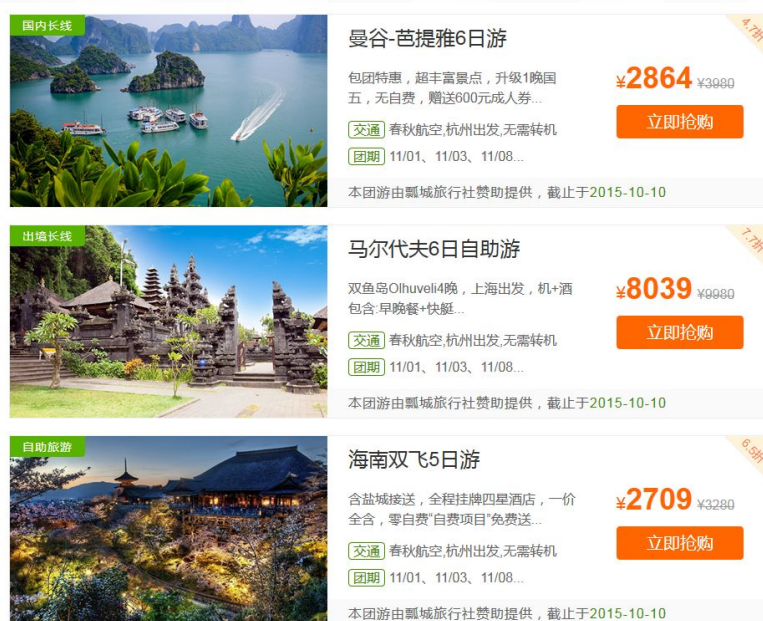 国内长线
曼谷-芭提雅6日游
4.7折
包团特惠，超丰富景点，升级1晚国
五，无自费，赠送600元成人券...
¥2864 ¥3980
立即抢购
交通 春秋航空,杭州出发,无需转机
团期 11/01、11/03、11/08...
本团游由瓢城旅行社赞助提供，截止于2015-10-10
出境长线
马尔代夫6日自助游
7.7折
双鱼岛Olhuveli4晚，上海出发，机+酒
包含:早晚餐+快艇...
¥8039 ¥9980
立即抢购
交通 春秋航空,杭州出发,无需转机
团期 11/01、11/03、11/08...
本团游由瓢城旅行社赞助提供，截止于2015-10-10
自助旅游
海南双飞5日游
6.5折
含盐城接送，全程挂牌四星酒店，一价
全含，零自费“自费项目”免费送...
¥2709 ¥3280
立即抢购
交通 春秋航空,杭州出发,无需转机
团期 11/01、11/03、11/08...
本团游由瓢城旅行社赞助提供，截止于2015-10-10